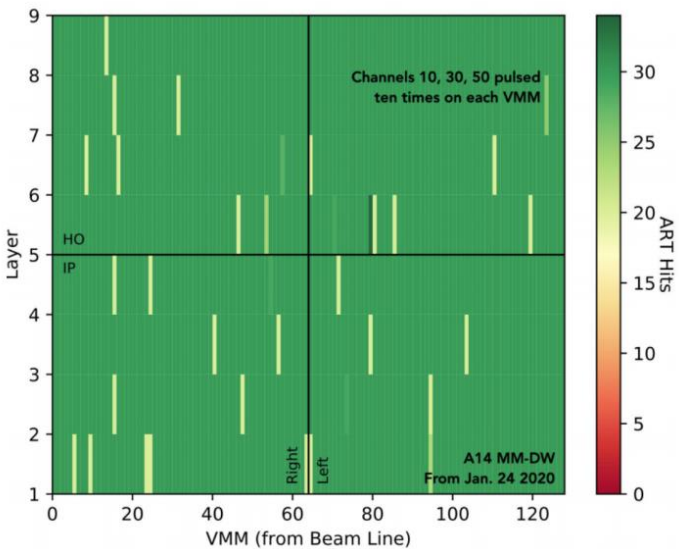 9
8
7
6
5
4
3
2
1
Layer
Channels 10, 30, 50 pulsed
ten times on each VMM
HO
IP
Right
Left
A14 MM-DW
From Jan. 24 2020
0
20
40
60
80
100
120
VMM (from Beam Line)
30
25
20
15
10
5
0
ART Hits